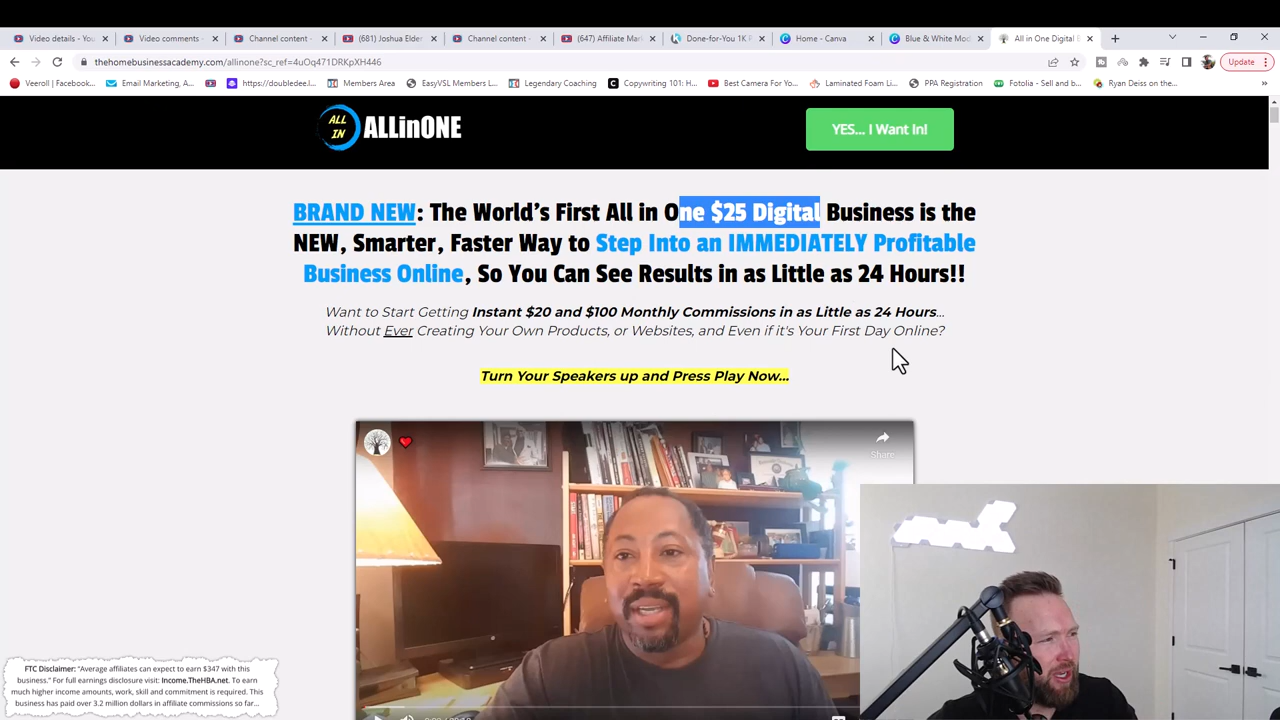 Video details - You
Video comments -
Channel content -
(681) Joshua Elder
Channel content -
(647) Affiliate Mar
Done-for-You 1K P
Home - Canva
Blue & White Mod
All in One Digital B
thehomebusinessacademy.com/allinone?sc_ref=4uOq471DRKpXH446
Update
Veeroll | Facebook...
Email Marketing, A...
https://doubledee.l...
Members Area
EasyVSL Members L...
Legendary Coaching
Copywriting 101: H...
Best Camera For Yo...
Laminated Foam Li...
PPA Registration
Fotolia - Sell and b...
Ryan Deiss on the...
ALL IN
ALLinONE
YES... I Want In!
BRAND NEW: The World's First All in One $25 Digital Business is the
NEW, Smarter, Faster Way to Step Into an IMMEDIATELY Profitable
Business Online, So You Can See Results in as Little as 24 Hours!!
Want to Start Getting Instant $20 and $100 Monthly Commissions in as Little as 24 Hours...
Without Ever Creating Your Own Products, or Websites, and Even if it's Your First Day Online?
Turn Your Speakers up and Press Play Now...
Share
FTC Disclaimer: "Average affiliates can expect to earn $347 with this
business." For full earnings disclosure visit: Income.TheHBA.net. To earn
much higher income amounts, work, skill and commitment is required. This
business has paid over 3.2 million dollars in affiliate commissions so far...